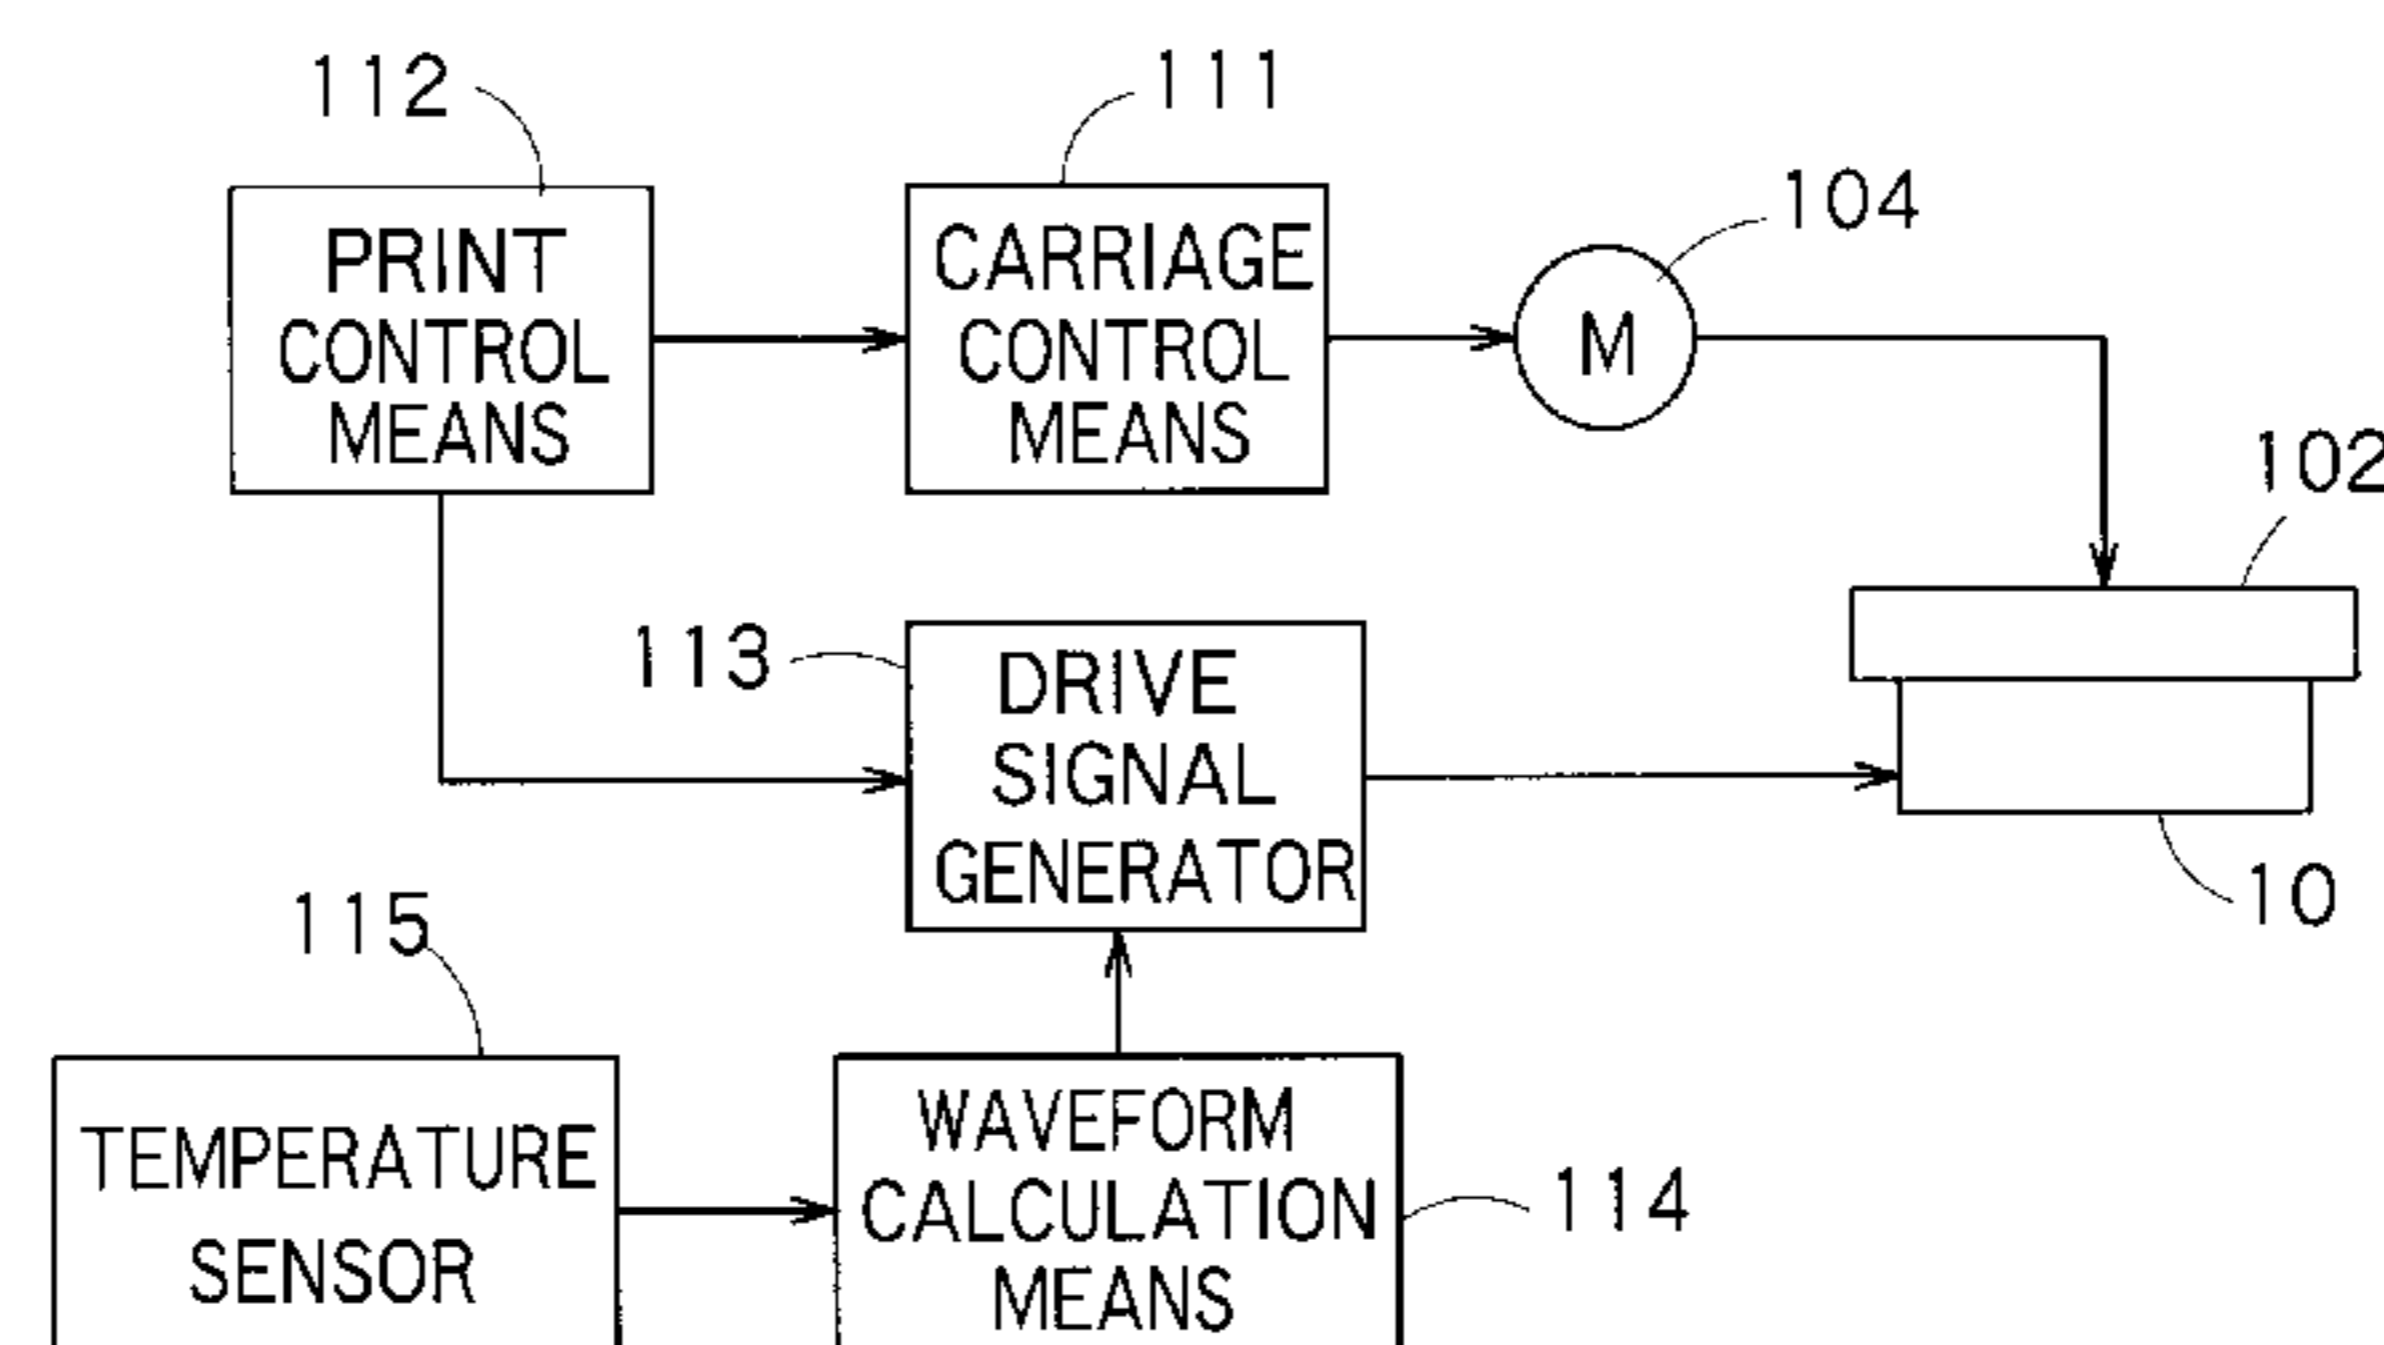 112
111
104
PRINT
CONTROL
MEANS
CARRIAGE
CONTROL
MEANS
M
102
113
DRIVE
SIGNAL
GENERATOR
10
115
TEMPERATURE
SENSOR
WAVEFORM
CALCULATION
MEANS
114